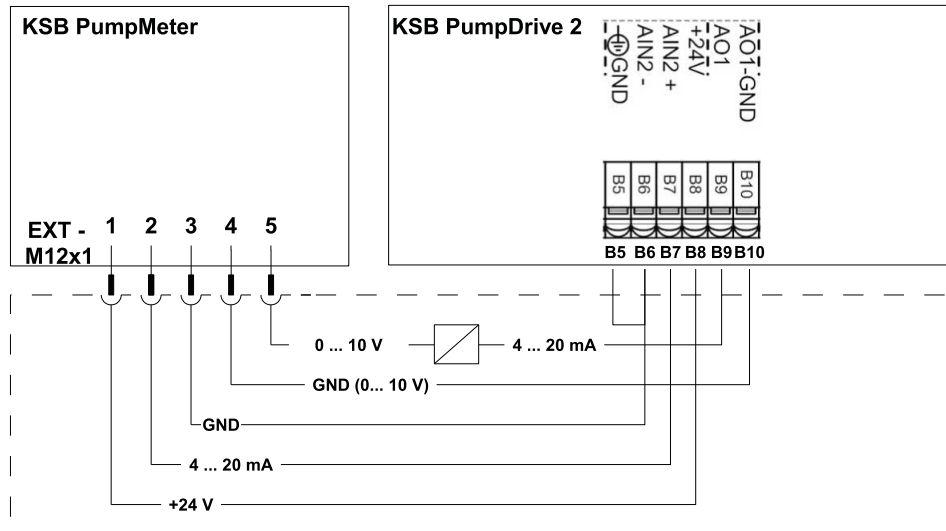 KSB PumpMeter
KSB PumpDrive 2
GND
AIN2 -
AIN2 +
+24V
AO1
AO1-GND
B5 B6 B7 B8 B9 B10
EXT - 1 2 3 4 5
M12x1
B5 B6 B7 B8 B9 B10
0 ... 10 V
4 ... 20 mA
GND (0... 10 V)
GND
4 ... 20 mA
+24 V